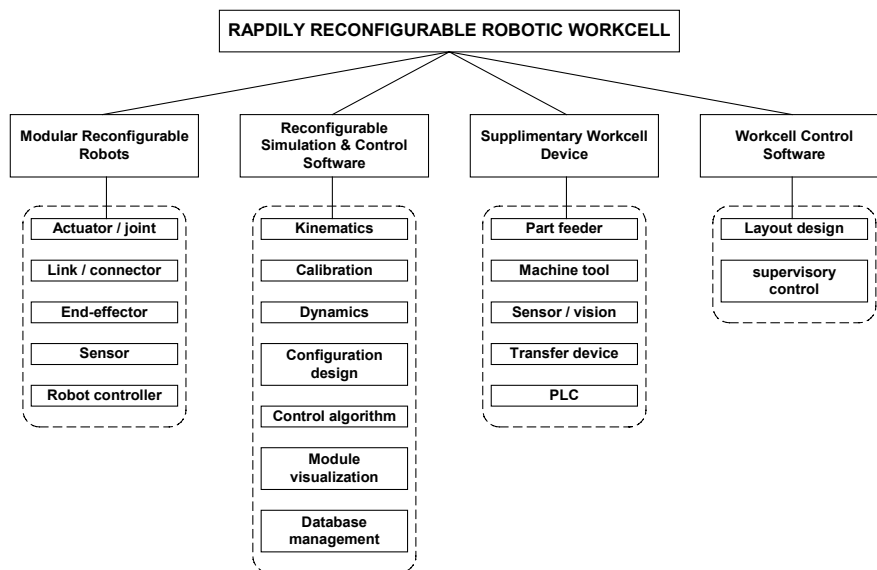 RAPDILY RECONFIGURABLE ROBOTIC WORKCELL
Modular Reconfigurable
Robots
Reconfigurable
Simulation & Control
Software
Supplimentary Workcell
Device
Workcell Control
Software
Actuator / joint
Link / connector
End-effector
Sensor
Robot controller
Kinematics
Calibration
Dynamics
Configuration
design
Control algorithm
Module
visualization
Database
management
Part feeder
Machine tool
Sensor / vision
Transfer device
PLC
Layout design
supervisory
control